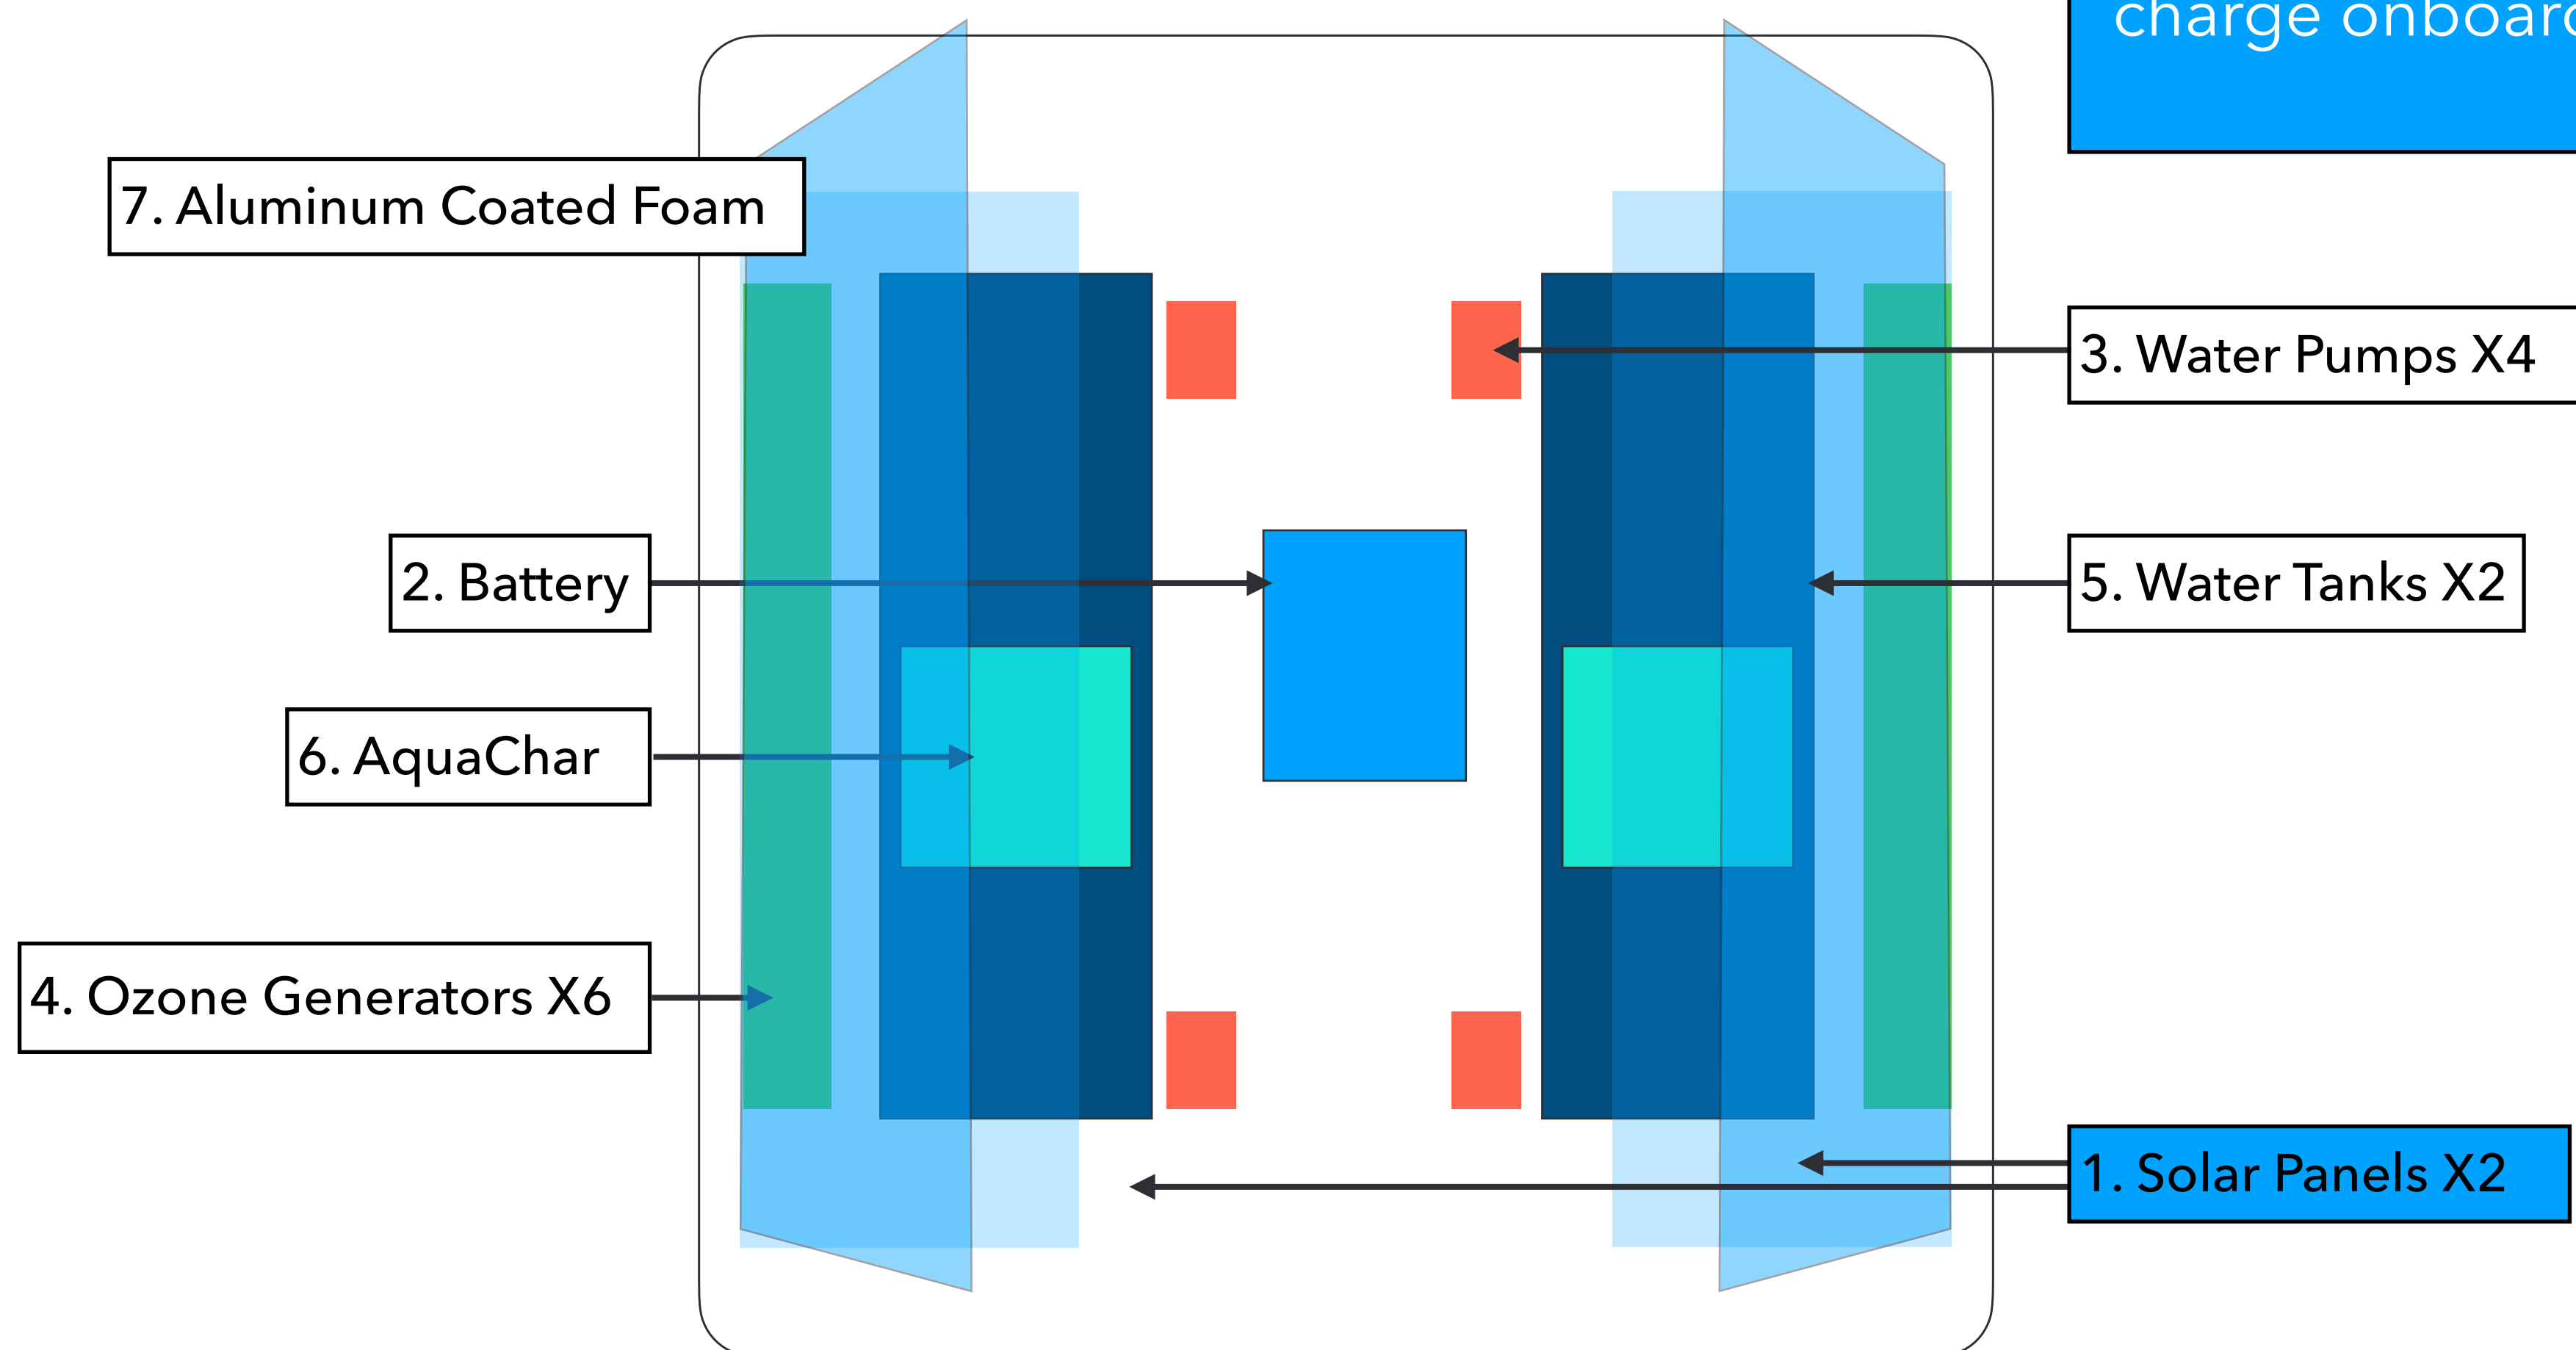 charge onboard
7. Aluminum Coated Foam
3. Water Pumps X4
2. Battery
5. Water Tanks X2
6. AquaChar
4. Ozone Generators X6
1. Solar Panels X2